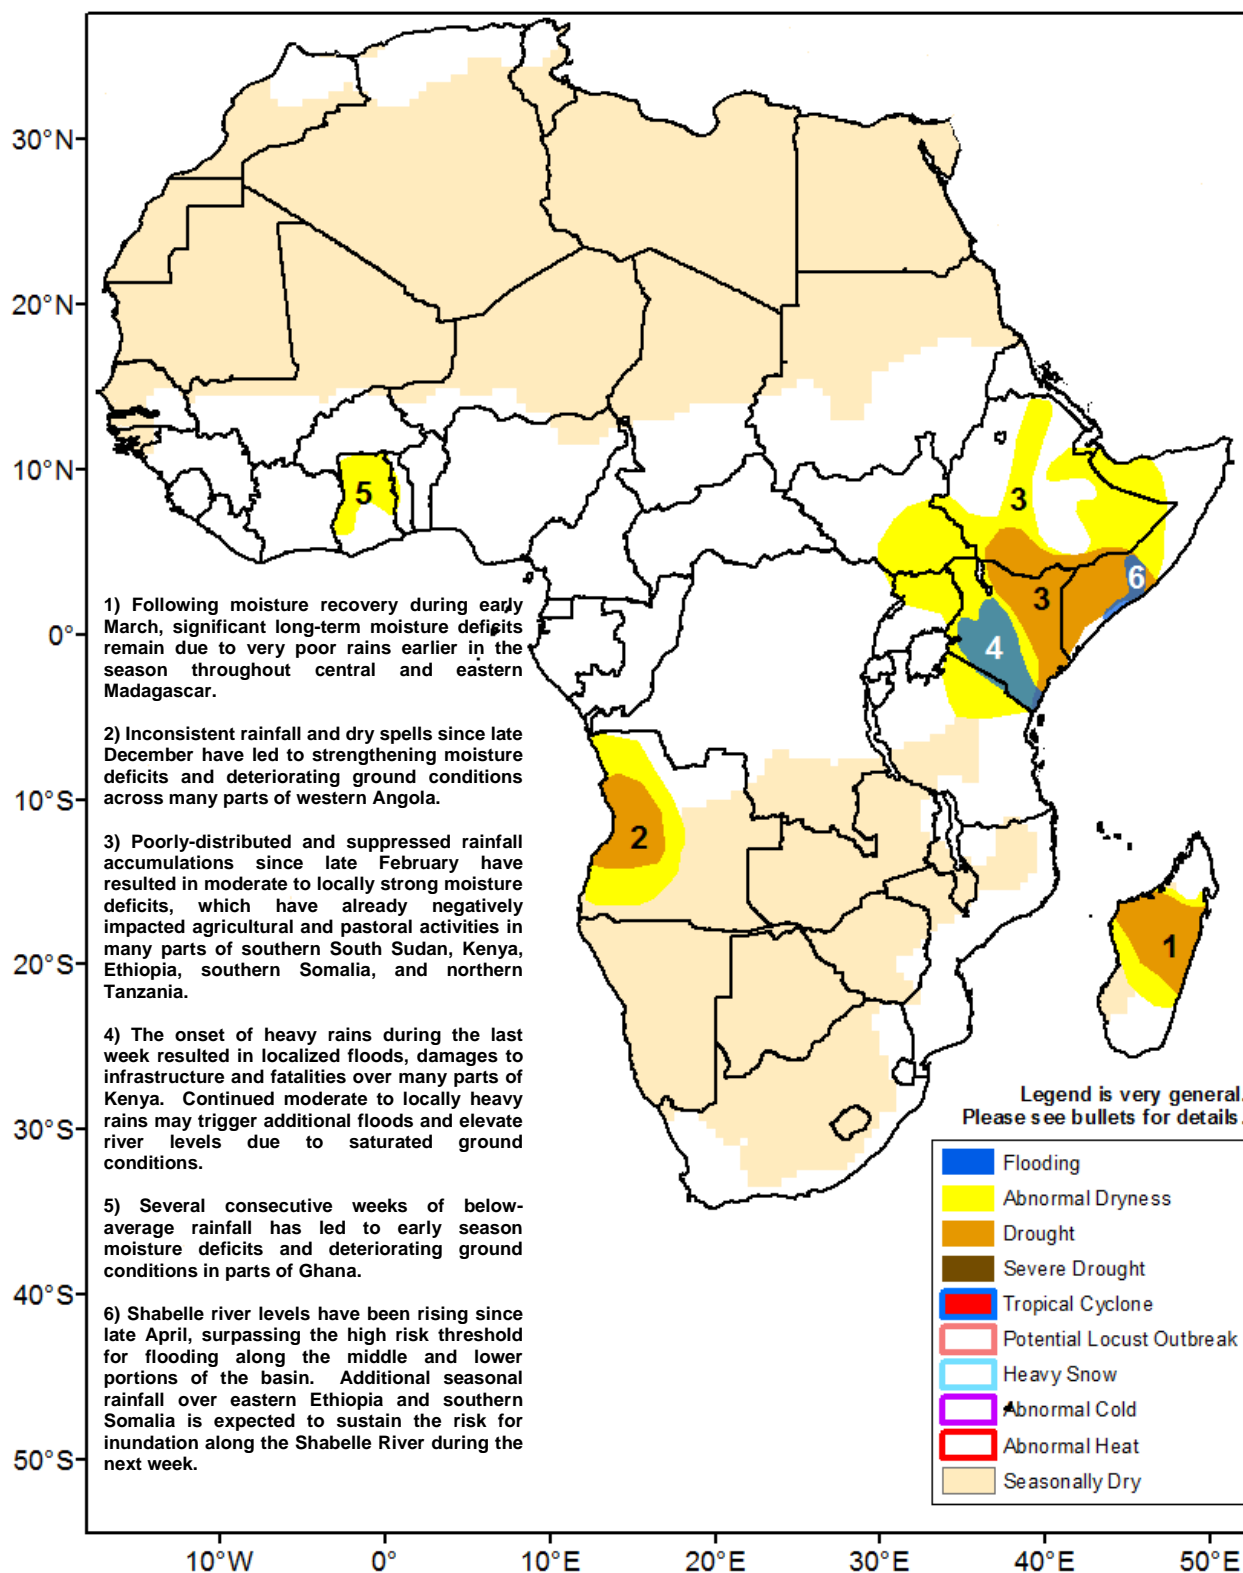 30°N
20°N
10°N
0°
10°S
20°S
30°S
40°S
50°S
5
3
3
6
4
2
1
1) Following moisture recovery during early
March, significant long-term moisture deficits
remain due to very poor rains earlier in the
season throughout central and eastern
Madagascar.
2) Inconsistent rainfall and dry spells since late
December have led to strengthening moisture
deficits and deteriorating ground conditions
across many parts of western Angola.
3) Poorly-distributed and suppressed rainfall
accumulations since late February have
resulted in moderate to locally strong moisture
deficits, which have already negatively
impacted agricultural and pastoral activities in
many parts of southern South Sudan, Kenya,
Ethiopia, southern Somalia, and northern
Tanzania.
4) The onset of heavy rains during the last
week resulted in localized floods, damages to
infrastructure and fatalities over many parts of
Kenya. Continued moderate to locally heavy
rains may trigger additional floods and elevate
river levels due to saturated ground
conditions.
5) Several consecutive weeks of below-
average rainfall has led to early season
moisture deficits and deteriorating ground
conditions in parts of Ghana.
6) Shabelle river levels have been rising since
late April, surpassing the high risk threshold
for flooding along the middle and lower
portions of the basin. Additional seasonal
rainfall over eastern Ethiopia and southern
Somalia is expected to sustain the risk for
inundation along the Shabelle River during the
next week.
Legend is very general.
Please see bullets for details.
Flooding
Abnormal Dryness
Drought
Severe Drought
Tropical Cyclone
Potential Locust Outbreak
Heavy Snow
Abnormal Cold
Abnormal Heat
Seasonally Dry
10°W
0°
10°E
20°E
30°E
40°E
50°E